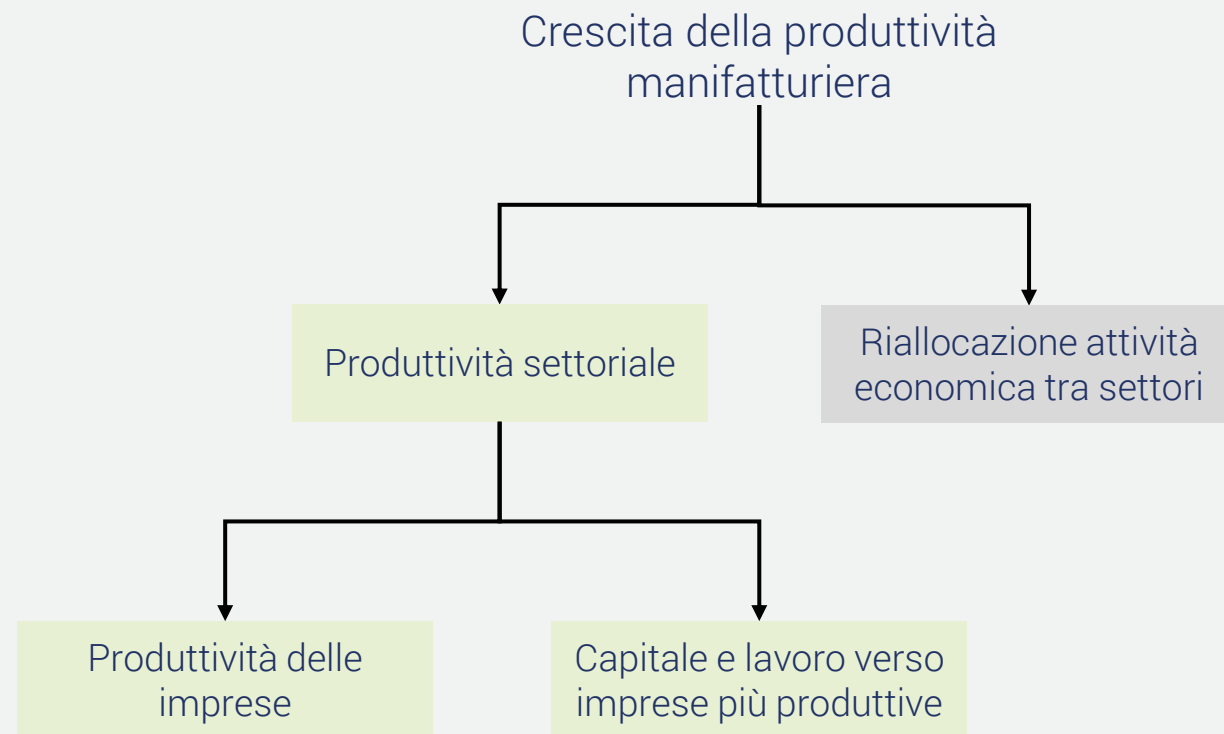 Crescita della produttività
manifatturiera
Produttività settoriale
Riallocazione attività
economica tra settori
Produttività delle
imprese
Capitale e lavoro verso
imprese più produttive